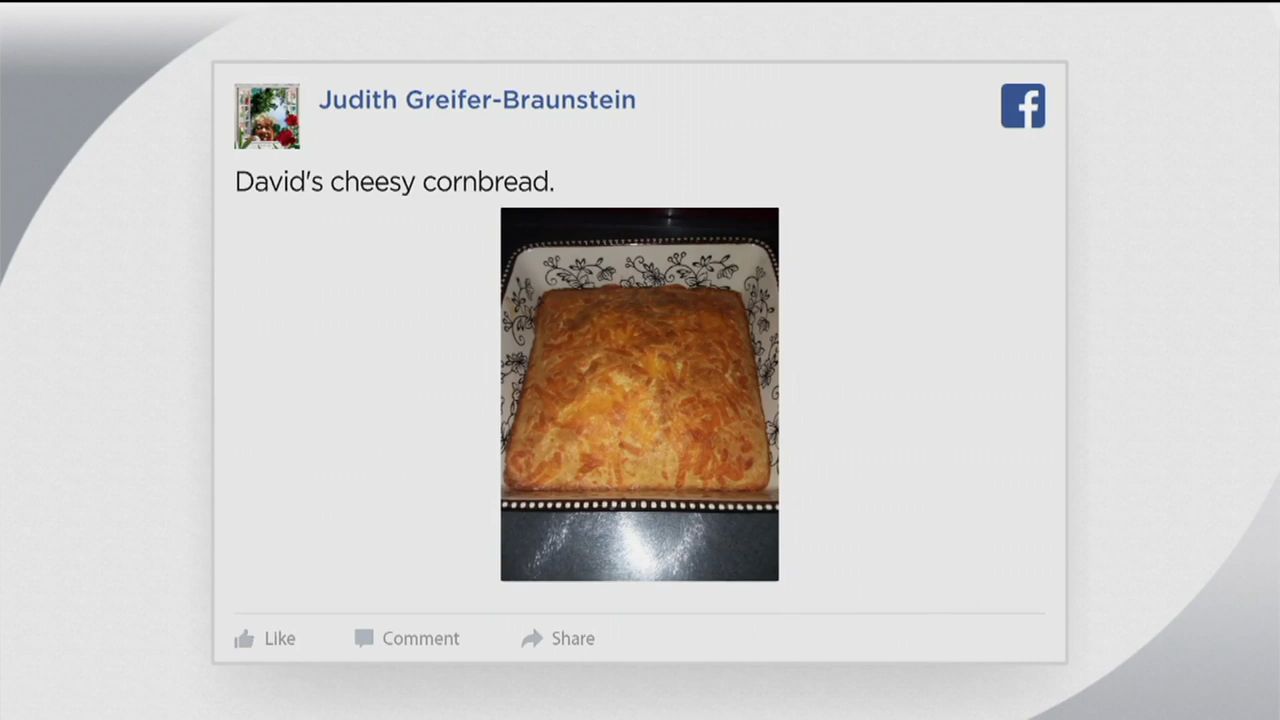 Judith Greifer-Braunstein
David's cheesy cornbread.
Like Comment Share